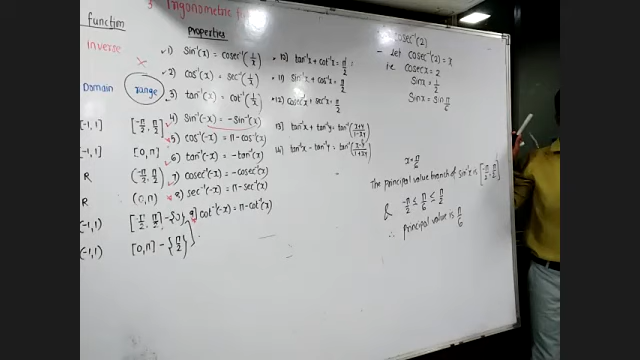 3 Trigonometric
function
Properties
Inverse
Domain
Range
[-1,1] [-π/2, π/2]
[-1,1] [0,π]
R (-π/2, π/2)
R (0,π)
(-1,1) [-π/2, π/2] - {0}
(-1,1) [0,π] - {π/2}
1) Sin⁻¹(x) = cosec⁻¹(1/x)
2) cos⁻¹(x) = sec⁻¹(1/x)
3) tan⁻¹(x) = cot⁻¹(1/x)
4) Sin⁻¹(-x) = -Sin⁻¹(x)
5) cos⁻¹(-x) = π-cos⁻¹(x)
6) tan⁻¹(-x) = -tan⁻¹(x)
7) cosec⁻¹(-x) = -cosec⁻¹(x)
8) sec⁻¹(-x) = π-sec⁻¹(x)
9) cot⁻¹(-x) = π-cot⁻¹(x)
10) tan⁻¹x + cot⁻¹x = π/2
11) Sin⁻¹x + cos⁻¹x = π/2
12) Cosec⁻¹x + sec⁻¹x = π/2
13) tan⁻¹x + tan⁻¹y = tan⁻¹(x+y/1-xy)
14) tan⁻¹x - tan⁻¹y = tan⁻¹(x-y/1+xy)
cosec⁻¹(2)
- Let cosec⁻¹(2) = x
i.e cosec x = 2
Sin x = 1/2
Sin x = Sin π/6
x = π/6
The principal value branch of sin⁻¹x is [-π/2, π/2]
& -π/2 ≤ π/6 ≤ π/2
∴ principal value is π/6